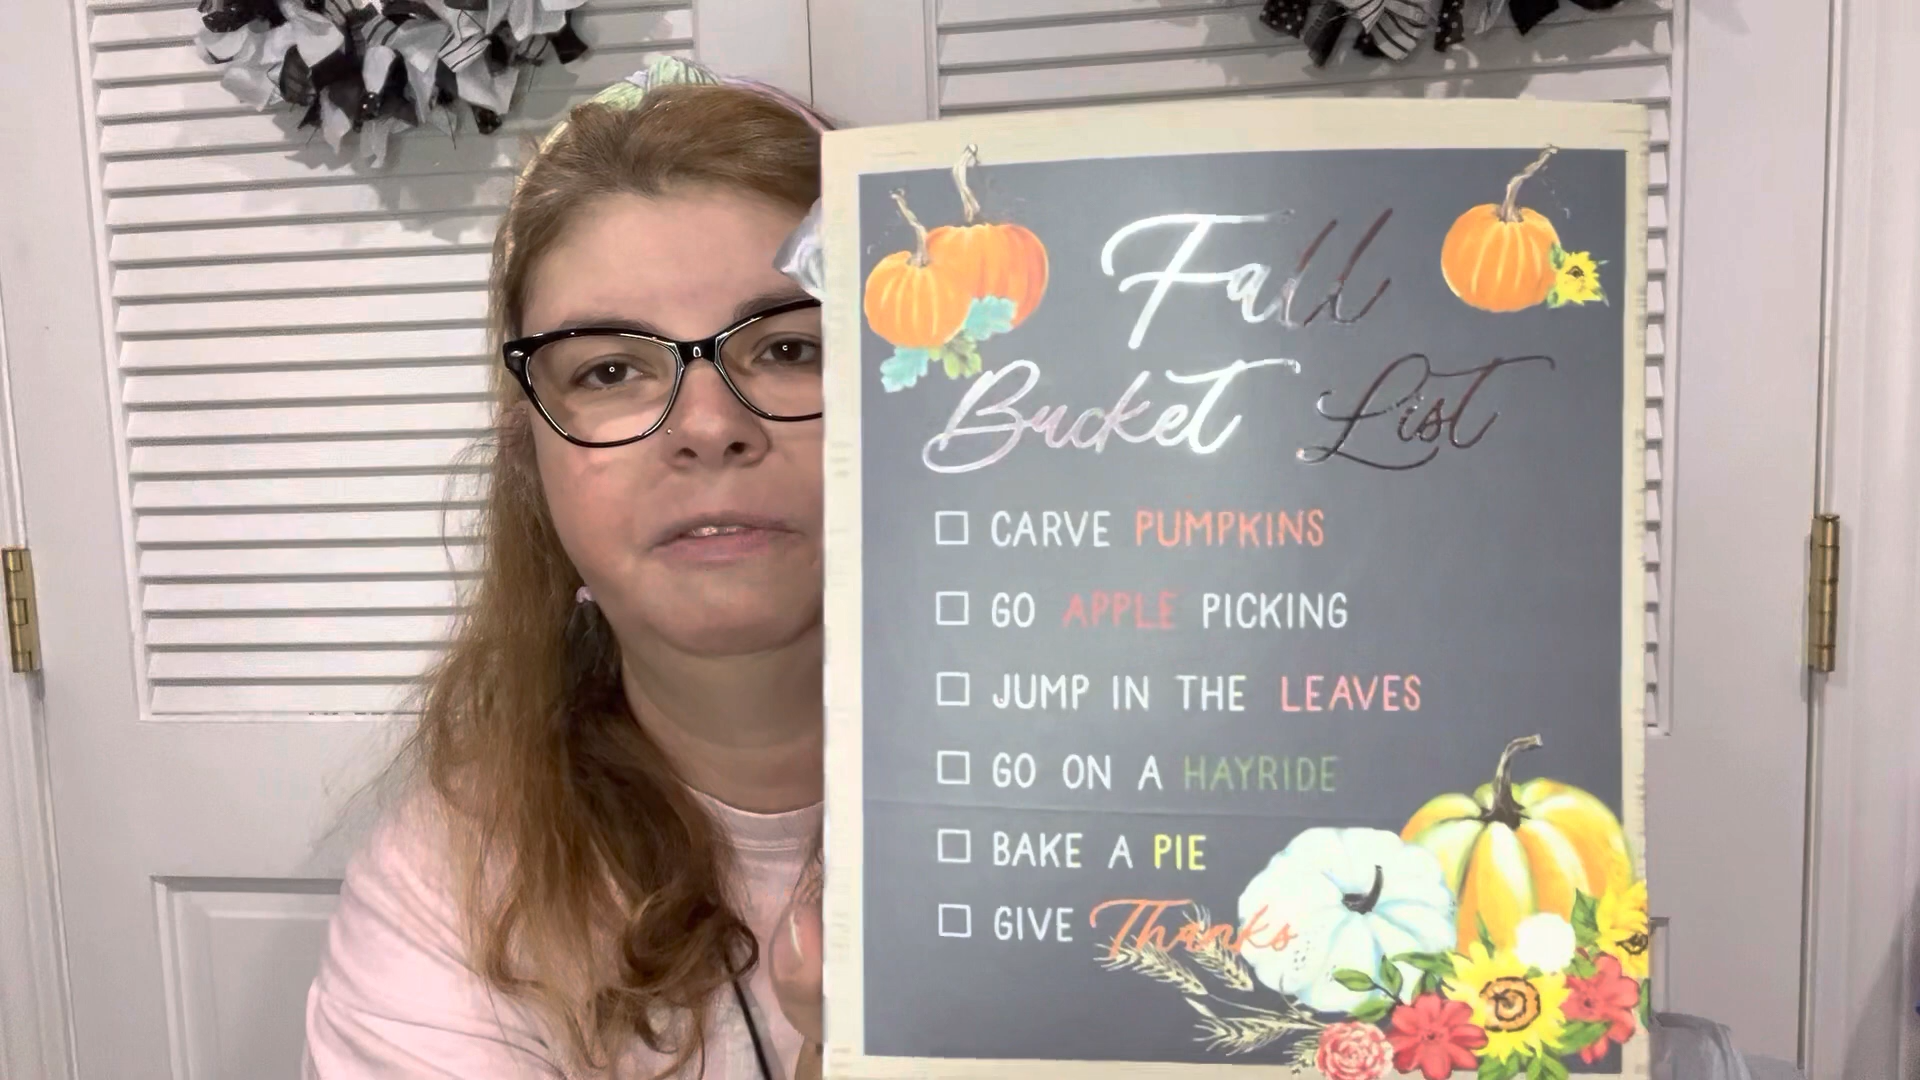 Fall
Bucket List
CARVE PUMPKINS
GO APPLE PICKING
JUMP IN THE LEAVES
GO ON A HAYRIDE
BAKE A PIE
GIVE Thanks